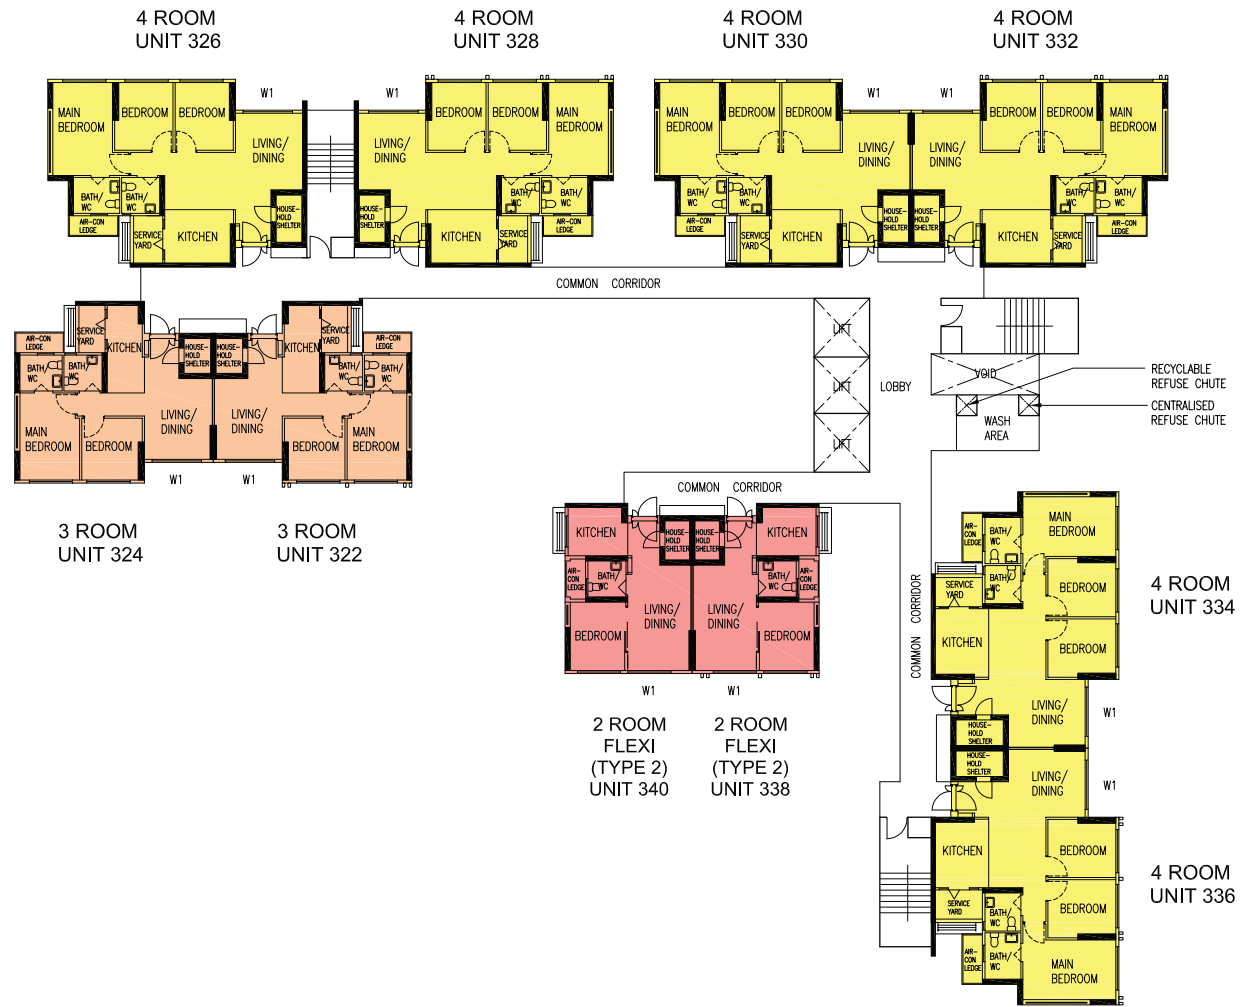 4 ROOM
UNIT 326
4 ROOM
UNIT 328
4 ROOM
UNIT 330
4 ROOM
UNIT 332
MAIN
BEDROOM
BEDROOM
BEDROOM
W1
LIVING/
DINING
BATH/
WC
BATH/
WC
AIR-CON
LEDGE
SERVICE
YARD
KITCHEN
HOUSE-
HOLD
SHELTER
W1
BEDROOM
BEDROOM
MAIN
BEDROOM
LIVING/
DINING
HOUSE-
HOLD
SHELTER
BATH/
WC
BATH/
WC
AIR-CON
LEDGE
KITCHEN
SERVICE
YARD
MAIN
BEDROOM
BEDROOM
BEDROOM
W1
LIVING/
DINING
BATH/
WC
BATH/
WC
AIR-CON
LEDGE
SERVICE
YARD
KITCHEN
HOUSE-
HOLD
SHELTER
W1
BEDROOM
BEDROOM
MAIN
BEDROOM
LIVING/
DINING
HOUSE-
HOLD
SHELTER
BATH/
WC
BATH/
WC
AIR-CON
LEDGE
KITCHEN
SERVICE
YARD
COMMON CORRIDOR
AIR-CON
LEDGE
SERVICE
YARD
KITCHEN
HOUSE-
HOLD
SHELTER
BATH/
WC
BATH/
WC
LIVING/
DINING
MAIN
BEDROOM
BEDROOM
W1
HOUSE-
HOLD
SHELTER
KITCHEN
SERVICE
YARD
AIR-CON
LEDGE
BATH/
WC
BATH/
WC
LIVING/
DINING
BEDROOM
MAIN
BEDROOM
W1
3 ROOM
UNIT 324
3 ROOM
UNIT 322
LIFT
LIFT
LIFT
LOBBY
VOID
RECYCLABLE
REFUSE CHUTE
CENTRALISED
REFUSE CHUTE
WASH
AREA
COMMON CORRIDOR
KITCHEN
HOUSE-
HOLD
SHELTER
AIR-
CON
LEDGE
BATH/
WC
LIVING/
DINING
BEDROOM
W1
HOUSE-
HOLD
SHELTER
KITCHEN
BATH/
WC
AIR-
CON
LEDGE
LIVING/
DINING
BEDROOM
W1
2 ROOM
FLEXI
(TYPE 2)
UNIT 340
2 ROOM
FLEXI
(TYPE 2)
UNIT 338
COMMON CORRIDOR
AIR-
CON
LEDGE
BATH/
WC
MAIN
BEDROOM
SERVICE
YARD
BATH/
WC
BEDROOM
KITCHEN
BEDROOM
LIVING/
DINING
W1
HOUSE-
HOLD
SHELTER
4 ROOM
UNIT 334
HOUSE-
HOLD
SHELTER
LIVING/
DINING
W1
KITCHEN
BEDROOM
SERVICE
YARD
BATH/
WC
BEDROOM
AIR-
CON
LEDGE
BATH/
WC
MAIN
BEDROOM
4 ROOM
UNIT 336